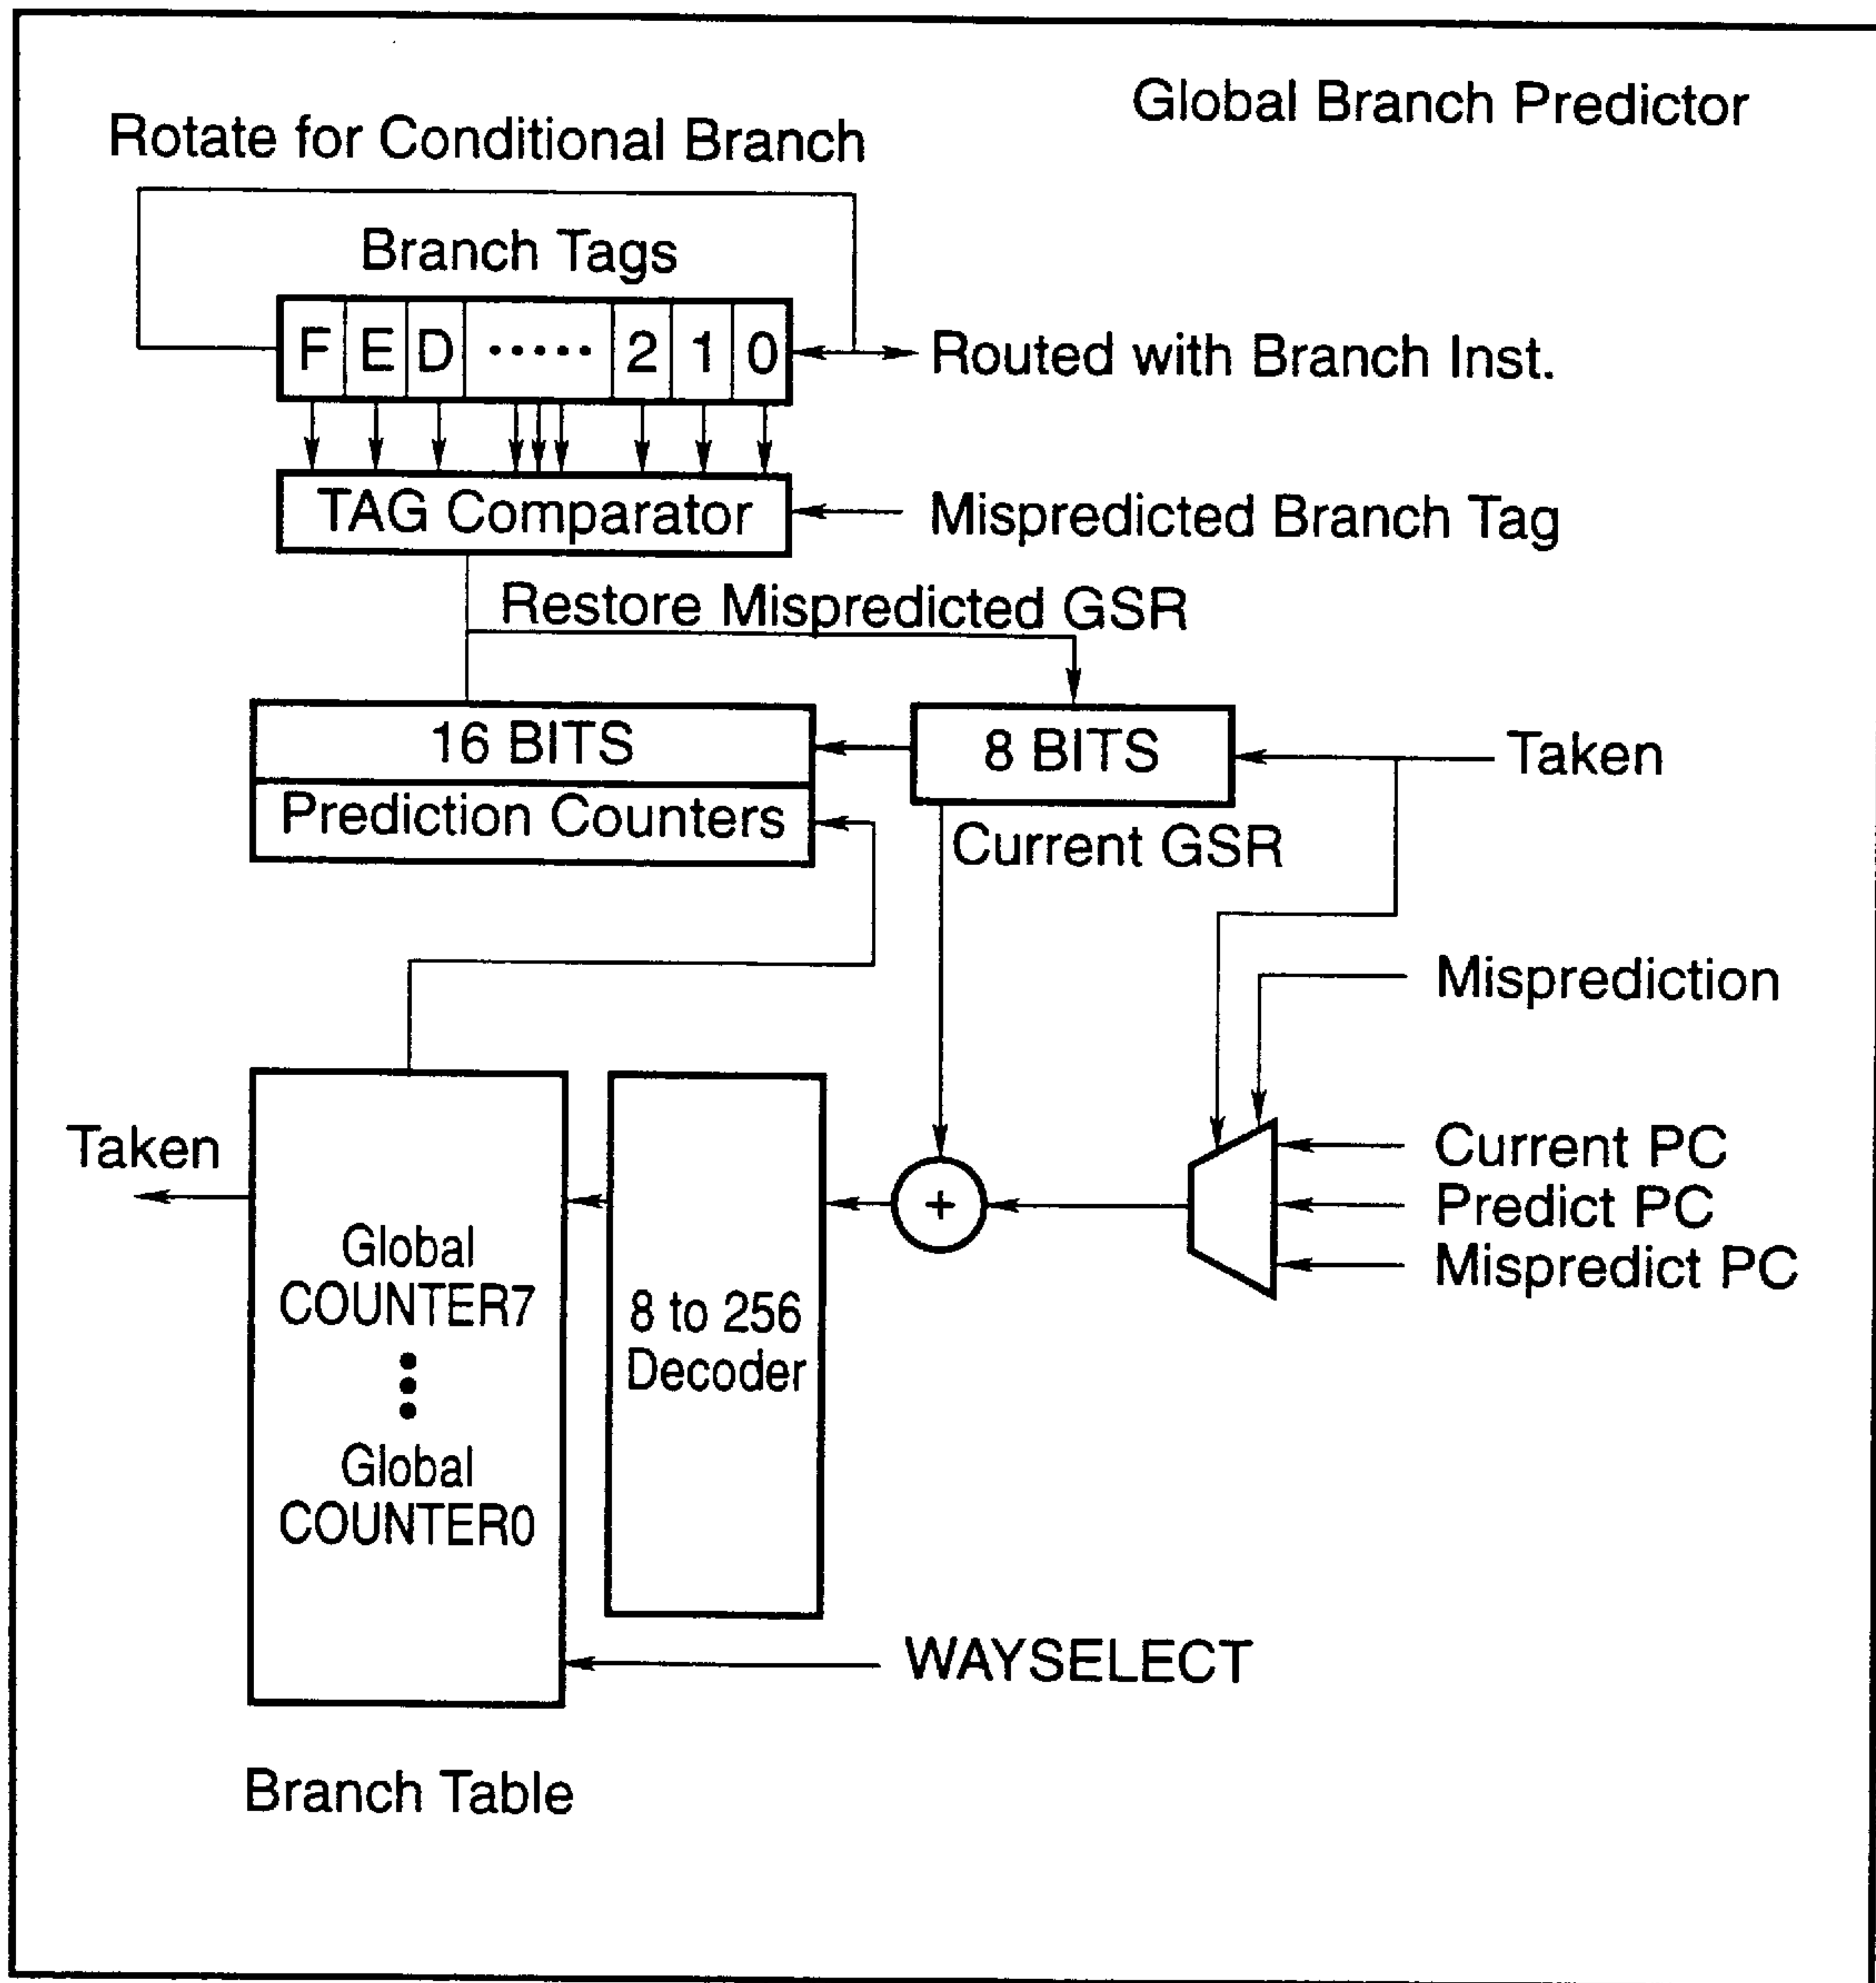 Global Branch Predictor
Rotate for Conditional Branch
Branch Tags
F E D ..... 2 1 0
Routed with Branch Inst.
TAG Comparator
Mispredicted Branch Tag
Restore Mispredicted GSR
16 BITS
8 BITS
Taken
Prediction Counters
Current GSR
Misprediction
Taken
+
Current PC
Predict PC
Mispredict PC
Global
COUNTER7
8 to 256
Decoder
Global
COUNTER0
WAYSELECT
Branch Table